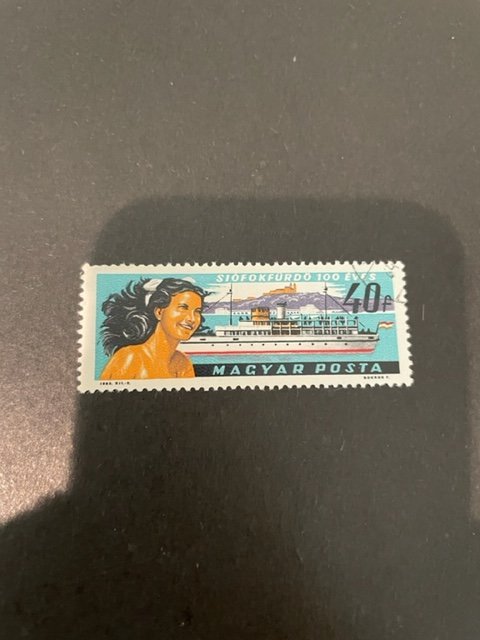 SIÓFOKFÜRDŐ 100 ÉVES
40f
MAGYAR POSTA